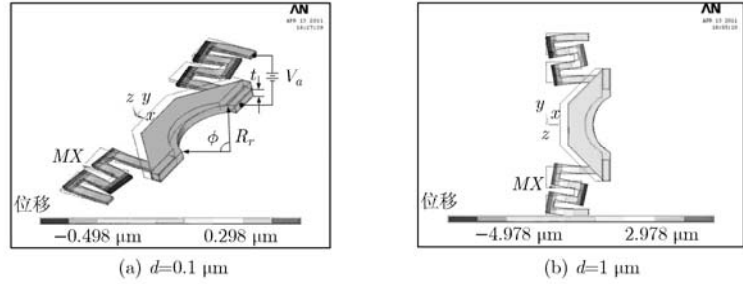 AN
APR 13 2011
t
V_a
z y
x
φ R_r
MX
位移
−0.498 μm 0.298 μm
(a) d=0.1 μm
AN
APR 13 2011
y x
z
MX
位移
−4.978 μm 2.978 μm
(b) d=1 μm